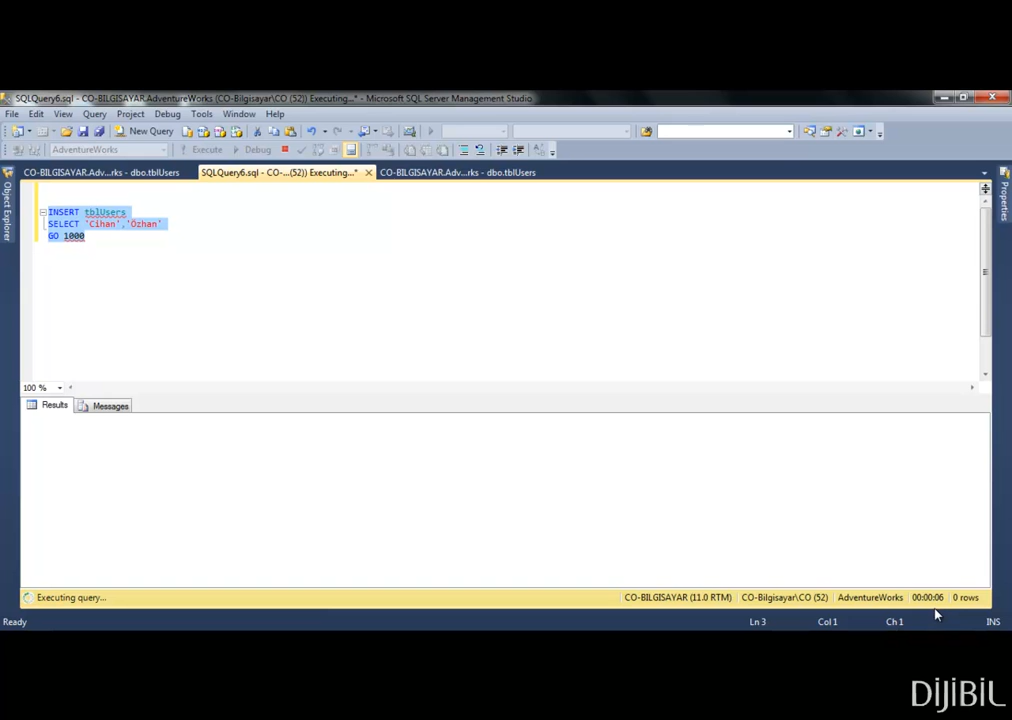 SQLQuery6.sql - CO-BILGISAYAR.AdventureWorks (CO-Bilgisayar\CO (52)) Executing...* - Microsoft SQL Server Management Studio
File Edit View Query Project Debug Tools Window Help
New Query
AdventureWorks Execute Debug
CO-BILGISAYAR.Adv...rks - dbo.tblUsers SQLQuery6.sql - CO-...(52)) Executing...* CO-BILGISAYAR.Adv...rks - dbo.tblUsers
Object Explorer
Properties
INSERT tblUsers
SELECT 'Cihan','Özhan'
GO 1000
100 %
Results Messages
Executing query... CO-BILGISAYAR (11.0 RTM) CO-Bilgisayar\CO (52) AdventureWorks 00:00:06 0 rows
Ready Ln 3 Col 1 Ch 1 INS
DIJIBIL